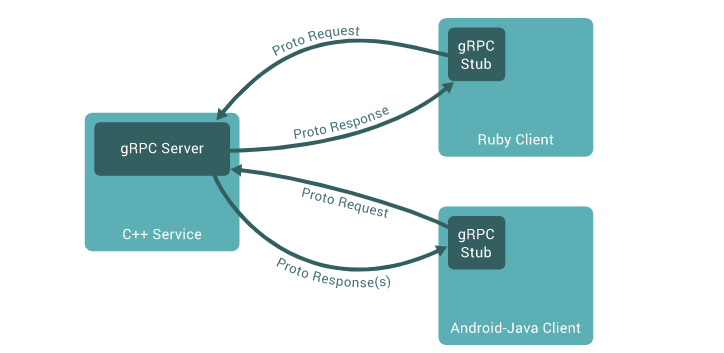 Proto Request
gRPC
Stub
Ruby Client
Proto Response
gRPC Server
C++ Service
Proto Request
gRPC
Stub
Proto Response(s)
Android-Java Client